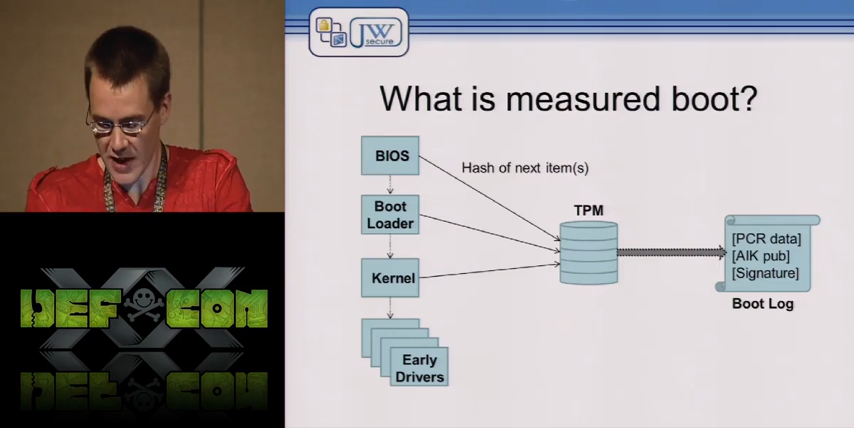 JW
secure
What is measured boot?
BIOS
Hash of next item(s)
Boot
Loader
TPM
Kernel
[PCR data]
[AIK pub]
[Signature]
Boot Log
Early
Drivers
DEF CON
XX